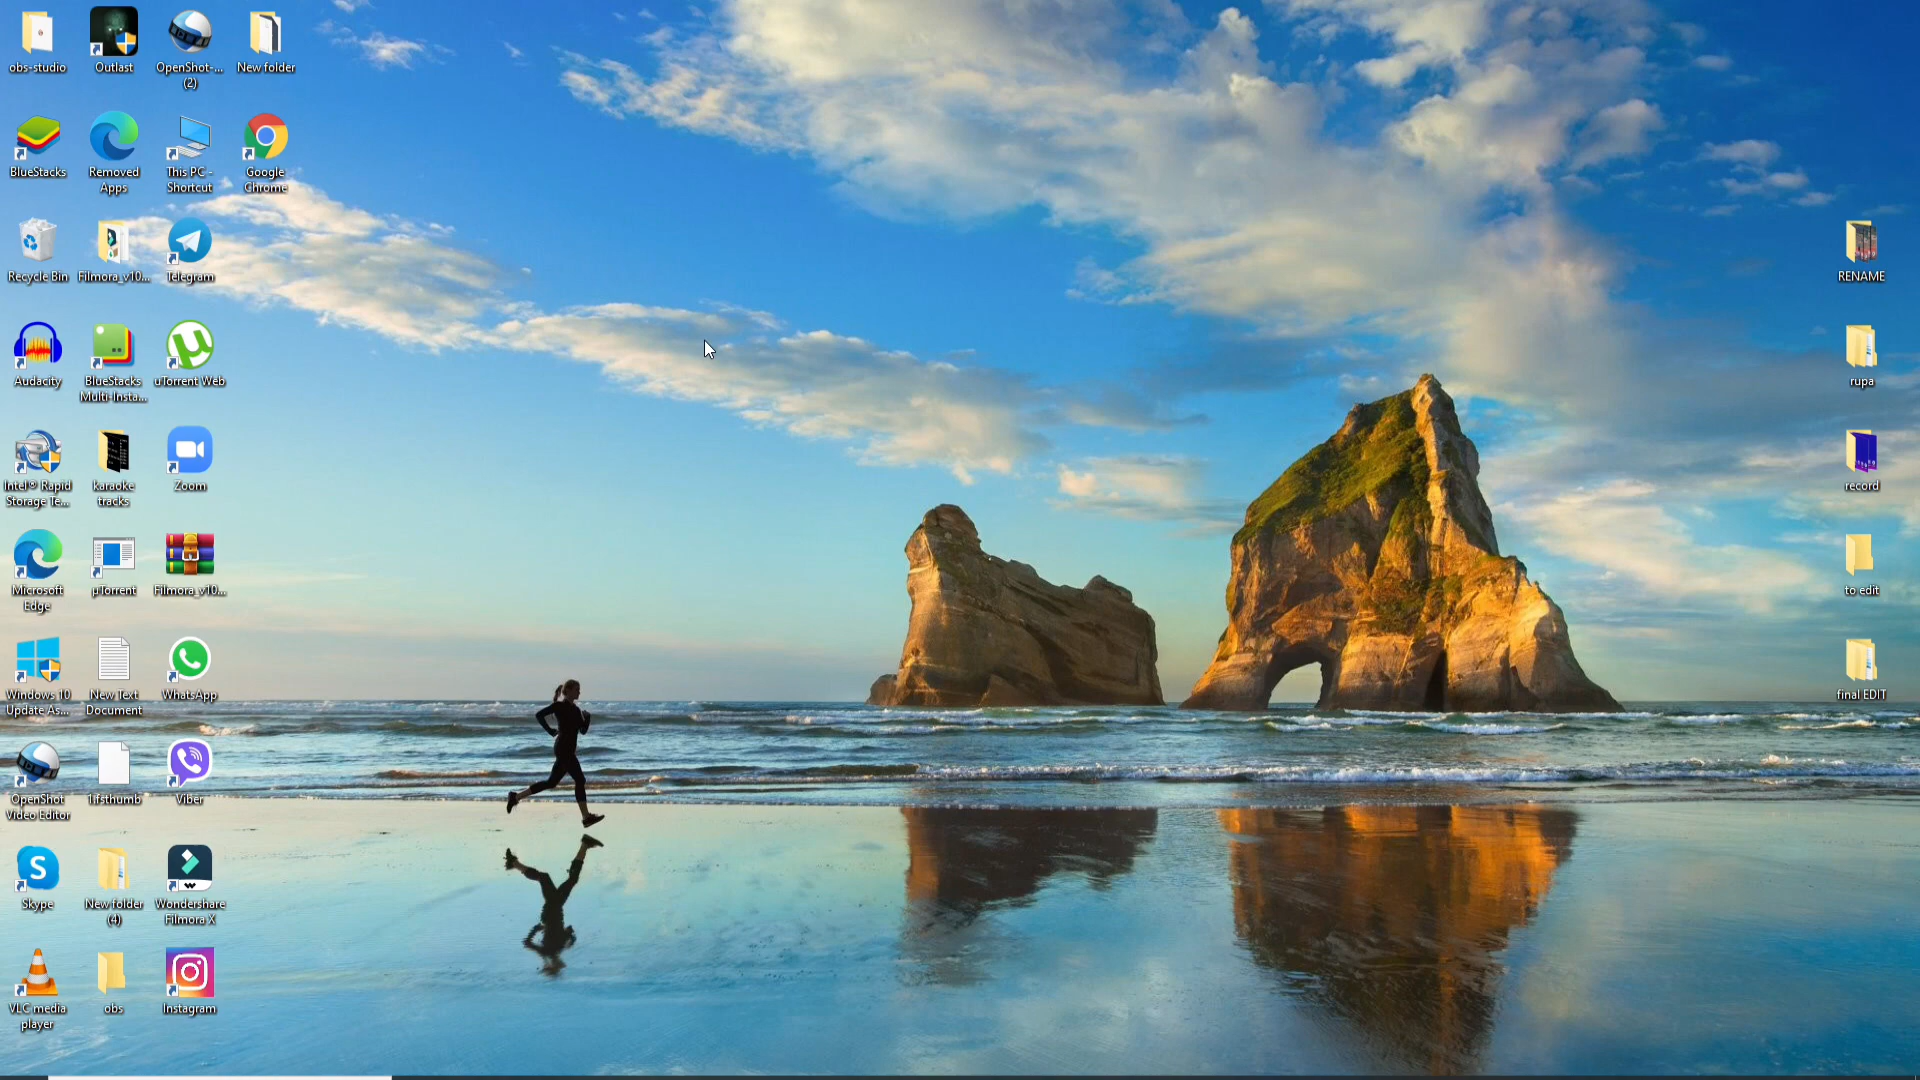 obs-studio
Outlast
OpenShot-...
(2)
New folder
BlueStacks
Removed
Apps
This PC -
Shortcut
Google
Chrome
Recycle Bin
Filmora_v10...
Telegram
RENAME
Audacity
BlueStacks
Multi-Insta...
uTorrent Web
rupa
Intel® Rapid
Storage Te...
karaoke
tracks
Zoom
record
Microsoft
Edge
µTorrent
Filmora_v10...
to edit
Windows 10
Update As...
New Text
Document
WhatsApp
final EDIT
OpenShot
Video Editor
1ifsthumb
Viber
Skype
New folder
(4)
Wondershare
Filmora X
VLC media
player
obs
Instagram